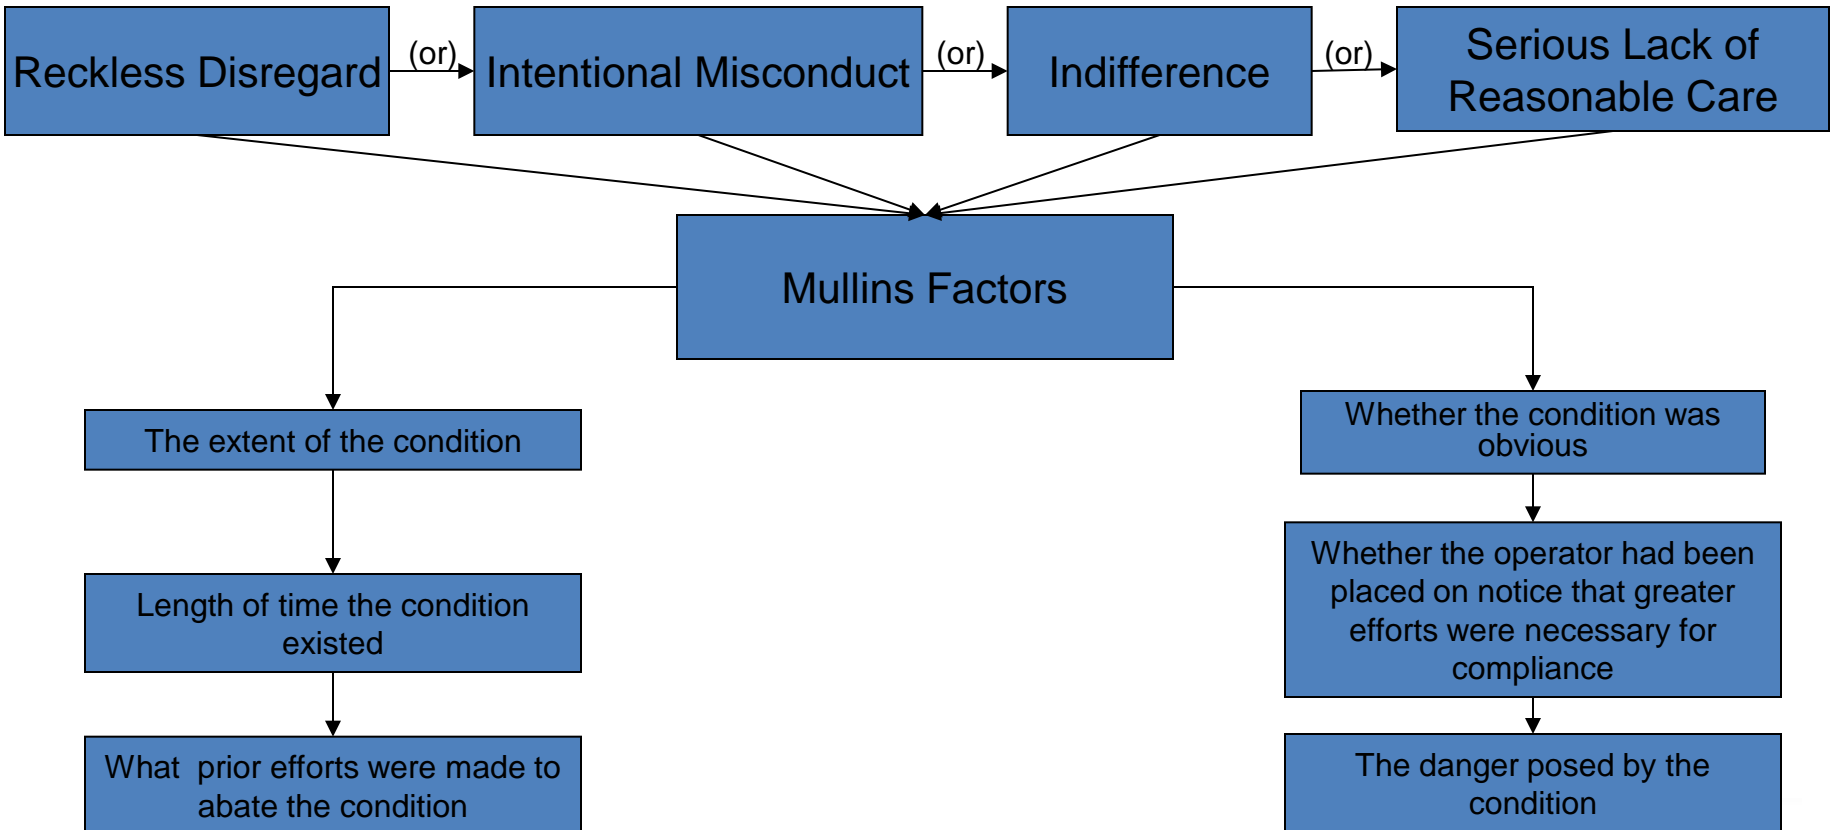 Reckless Disregard
(or)
Intentional Misconduct
(or)
Indifference
(or)
Serious Lack of
Reasonable Care
Mullins Factors
The extent of the condition
Length of time the condition
existed
What prior efforts were made to
abate the condition
Whether the condition was
obvious
Whether the operator had been
placed on notice that greater
efforts were necessary for
compliance
The danger posed by the
condition